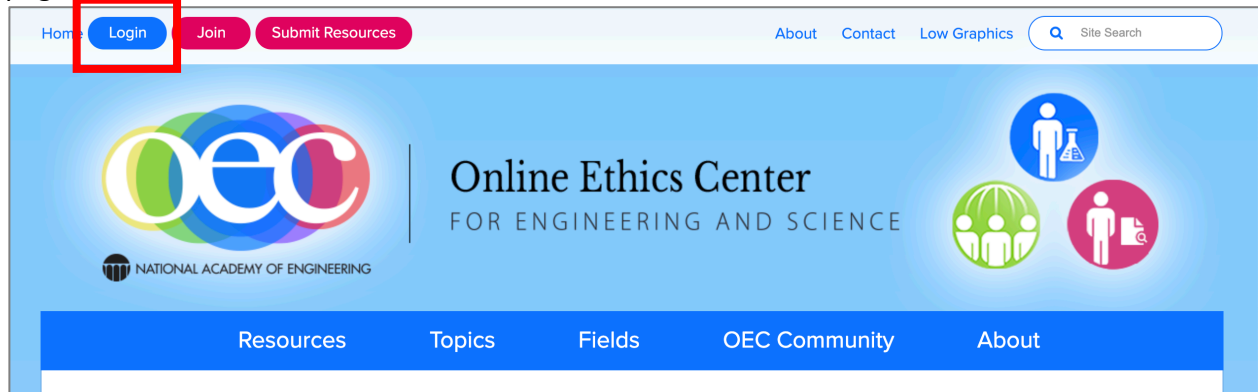 Home Login Join Submit Resources About Contact Low Graphics Site Search
oec
Online Ethics Center
FOR ENGINEERING AND SCIENCE
NATIONAL ACADEMY OF ENGINEERING
Resources Topics Fields OEC Community About